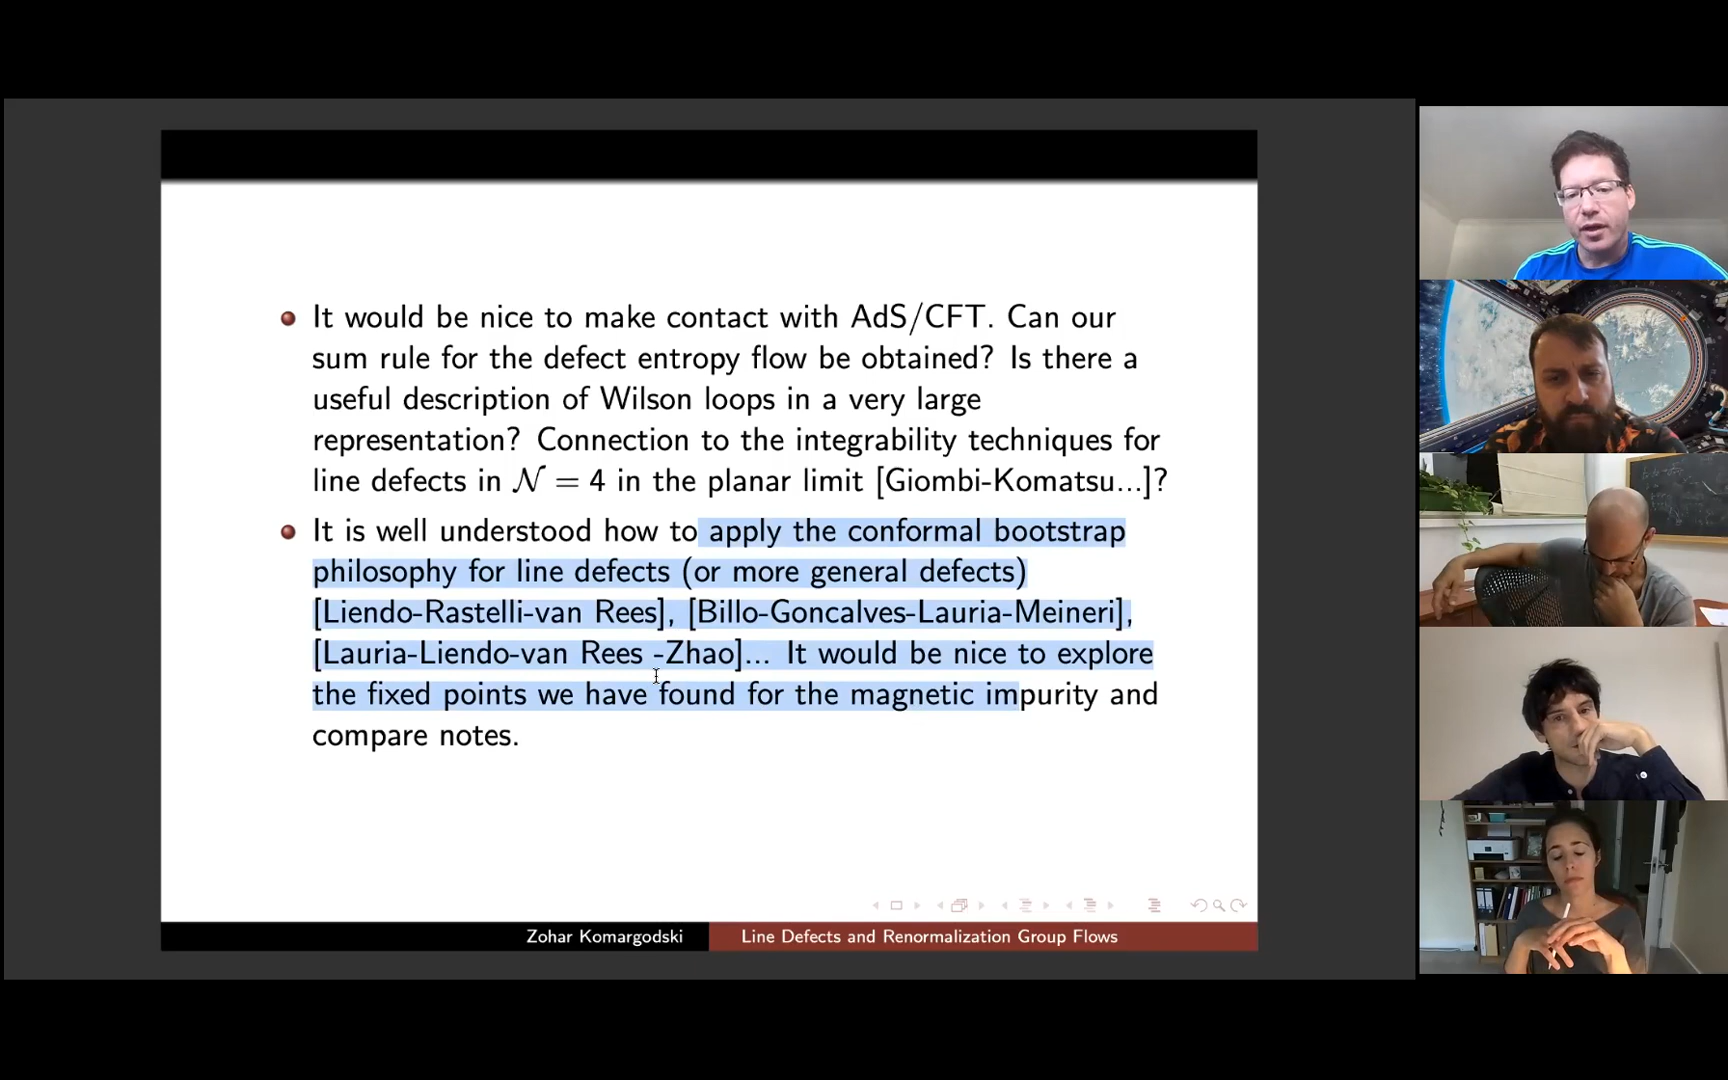 It would be nice to make contact with AdS/CFT. Can our
sum rule for the defect entropy flow be obtained? Is there a
useful description of Wilson loops in a very large
representation? Connection to the integrability techniques for
line defects in 𝒩 = 4 in the planar limit [Giombi-Komatsu...]?
It is well understood how to apply the conformal bootstrap
philosophy for line defects (or more general defects)
[Liendo-Rastelli-van Rees], [Billo-Goncalves-Lauria-Meineri],
[Lauria-Liendo-van Rees -Zhao]... It would be nice to explore
the fixed points we have found for the magnetic impurity and
compare notes.
Zohar Komargodski
Line Defects and Renormalization Group Flows